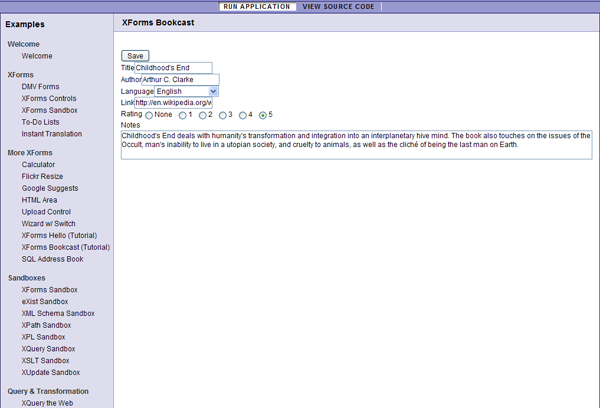 RUN APPLICATION VIEW SOURCE CODE
Examples
XForms Bookcast
Welcome
Welcome
XForms
DMV Forms
XForms Controls
XForms Sandbox
To-Do Lists
Instant Translation
More XForms
Calculator
Flickr Resize
Google Suggests
HTML Area
Upload Control
Wizard w/ Switch
XForms Hello (Tutorial)
XForms Bookcast (Tutorial)
SQL Address Book
Sandboxes
XForms Sandbox
eXist Sandbox
XML Schema Sandbox
XPath Sandbox
XPL Sandbox
XQuery Sandbox
XSLT Sandbox
XUpdate Sandbox
Query & Transformation
XQuery the Web
Save
Title Childhood's End
Author Arthur C. Clarke
Language English
Link http://en.wikipedia.org/w
Rating None 1 2 3 4 5
Notes
Childhood's End deals with humanity's transformation and integration into an interplanetary hive mind. The book also touches on the issues of the
Occult, man's inability to live in a utopian society, and cruelty to animals, as well as the cliché of being the last man on Earth.